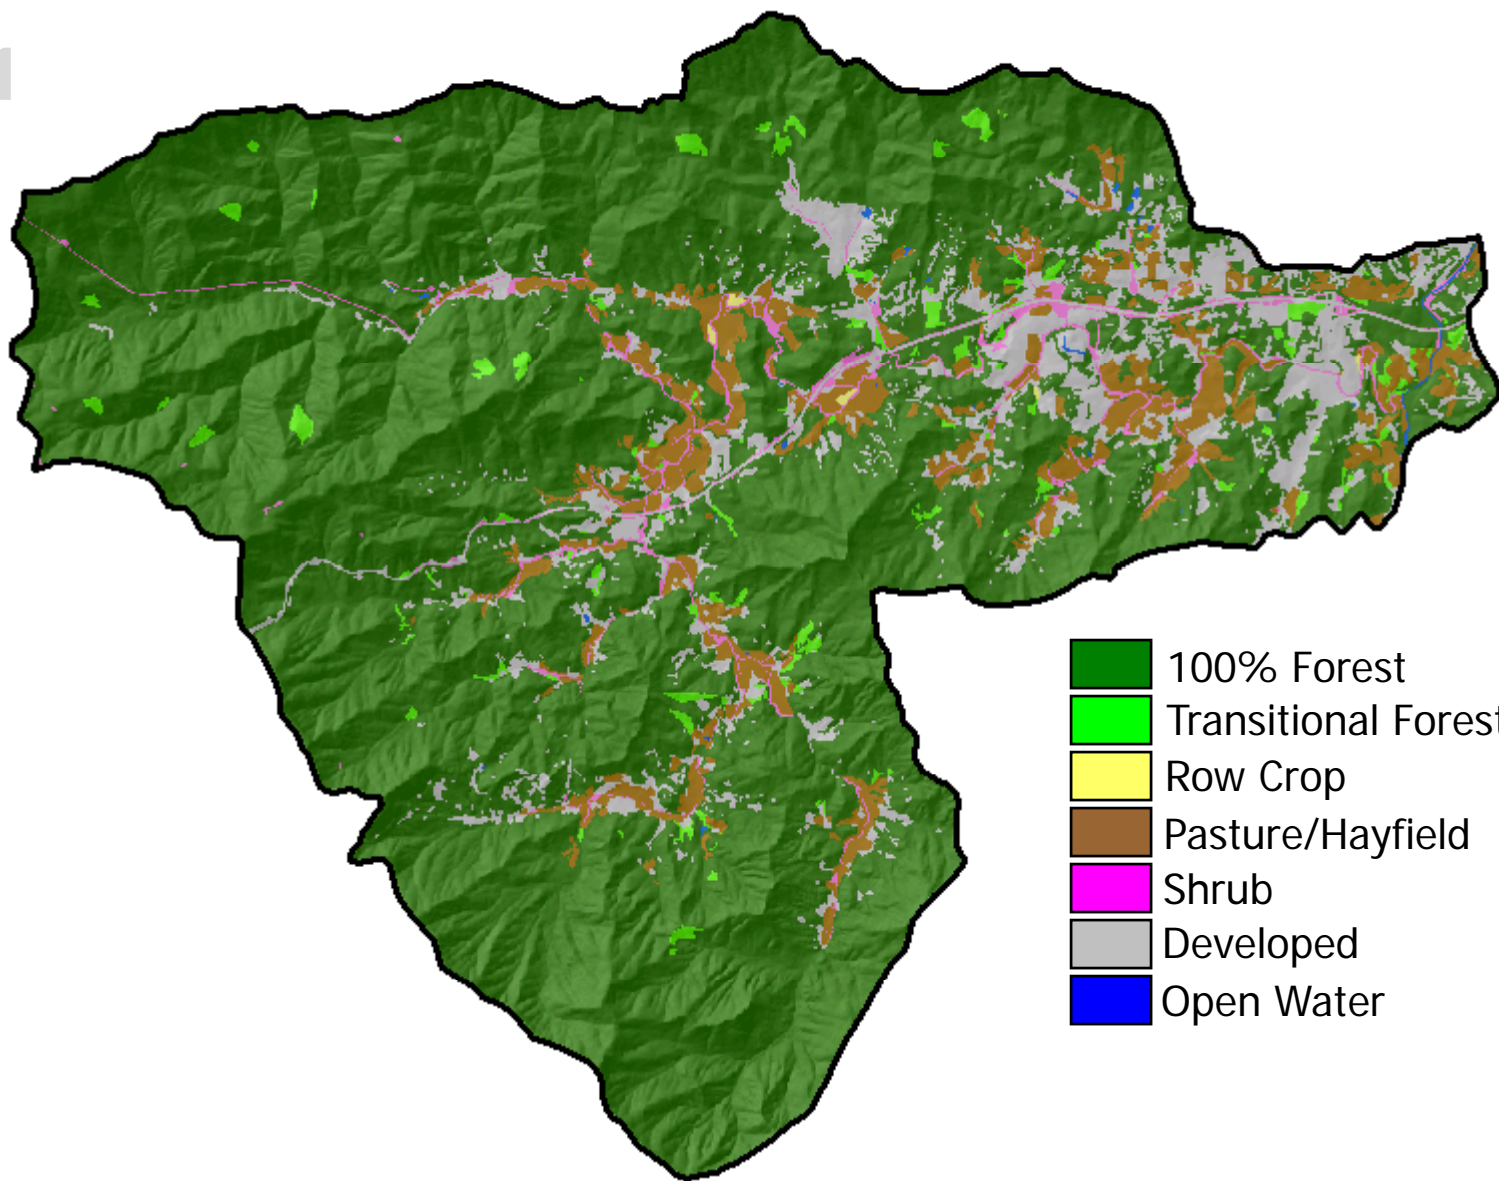 100% Forest
Transitional Forest
Row Crop
Pasture/Hayfield
Shrub
Developed
Open Water